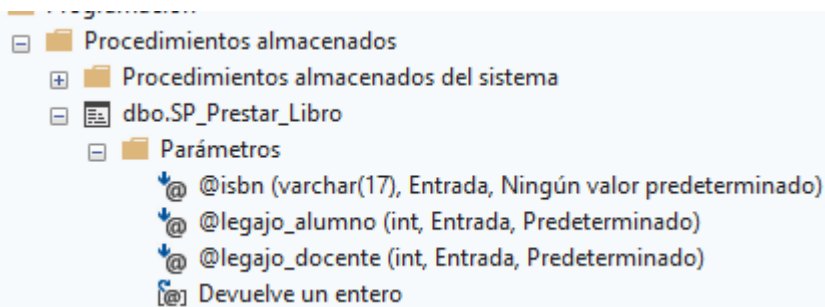 Procedimientos almacenados
Procedimientos almacenados del sistema
dbo.SP_Prestar_Libro
Parámetros
@isbn (varchar(17), Entrada, Ningún valor predeterminado)
@legajo_alumno (int, Entrada, Predeterminado)
@legajo_docente (int, Entrada, Predeterminado)
Devuelve un entero